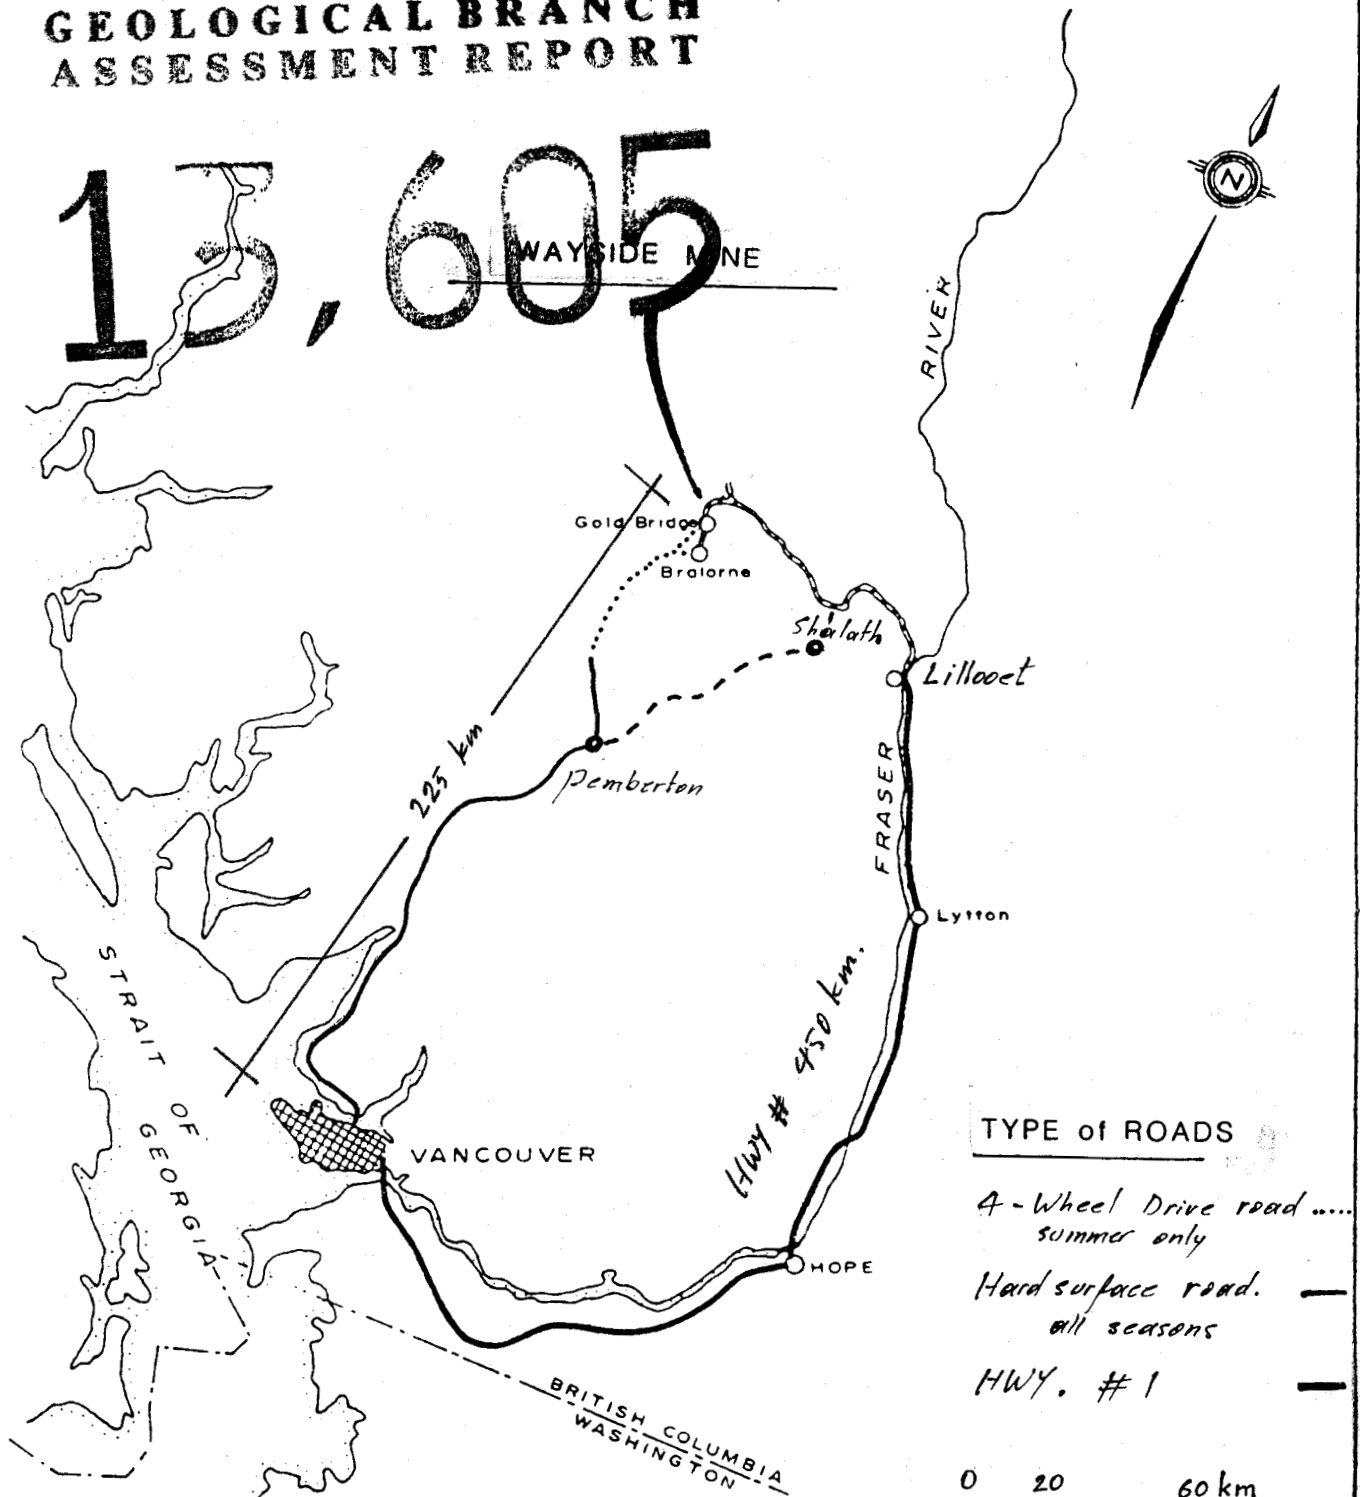 GEOLOGICAL BRANCH
ASSESSMENT REPORT
13,605
WAYSIDE MINE
N
RIVER
Gold Bridge
Bralorne
Shalath
Lillooet
225 km
Pemberton
FRASER
Lytton
STRAIT OF GEORGIA
HWY # 450 km.
VANCOUVER
HOPE
TYPE of ROADS
4-Wheel Drive road .....
summer only
Hard surface road.
all seasons
HWY. #1
BRITISH COLUMBIA
WASHINGTON
0 20 60 km